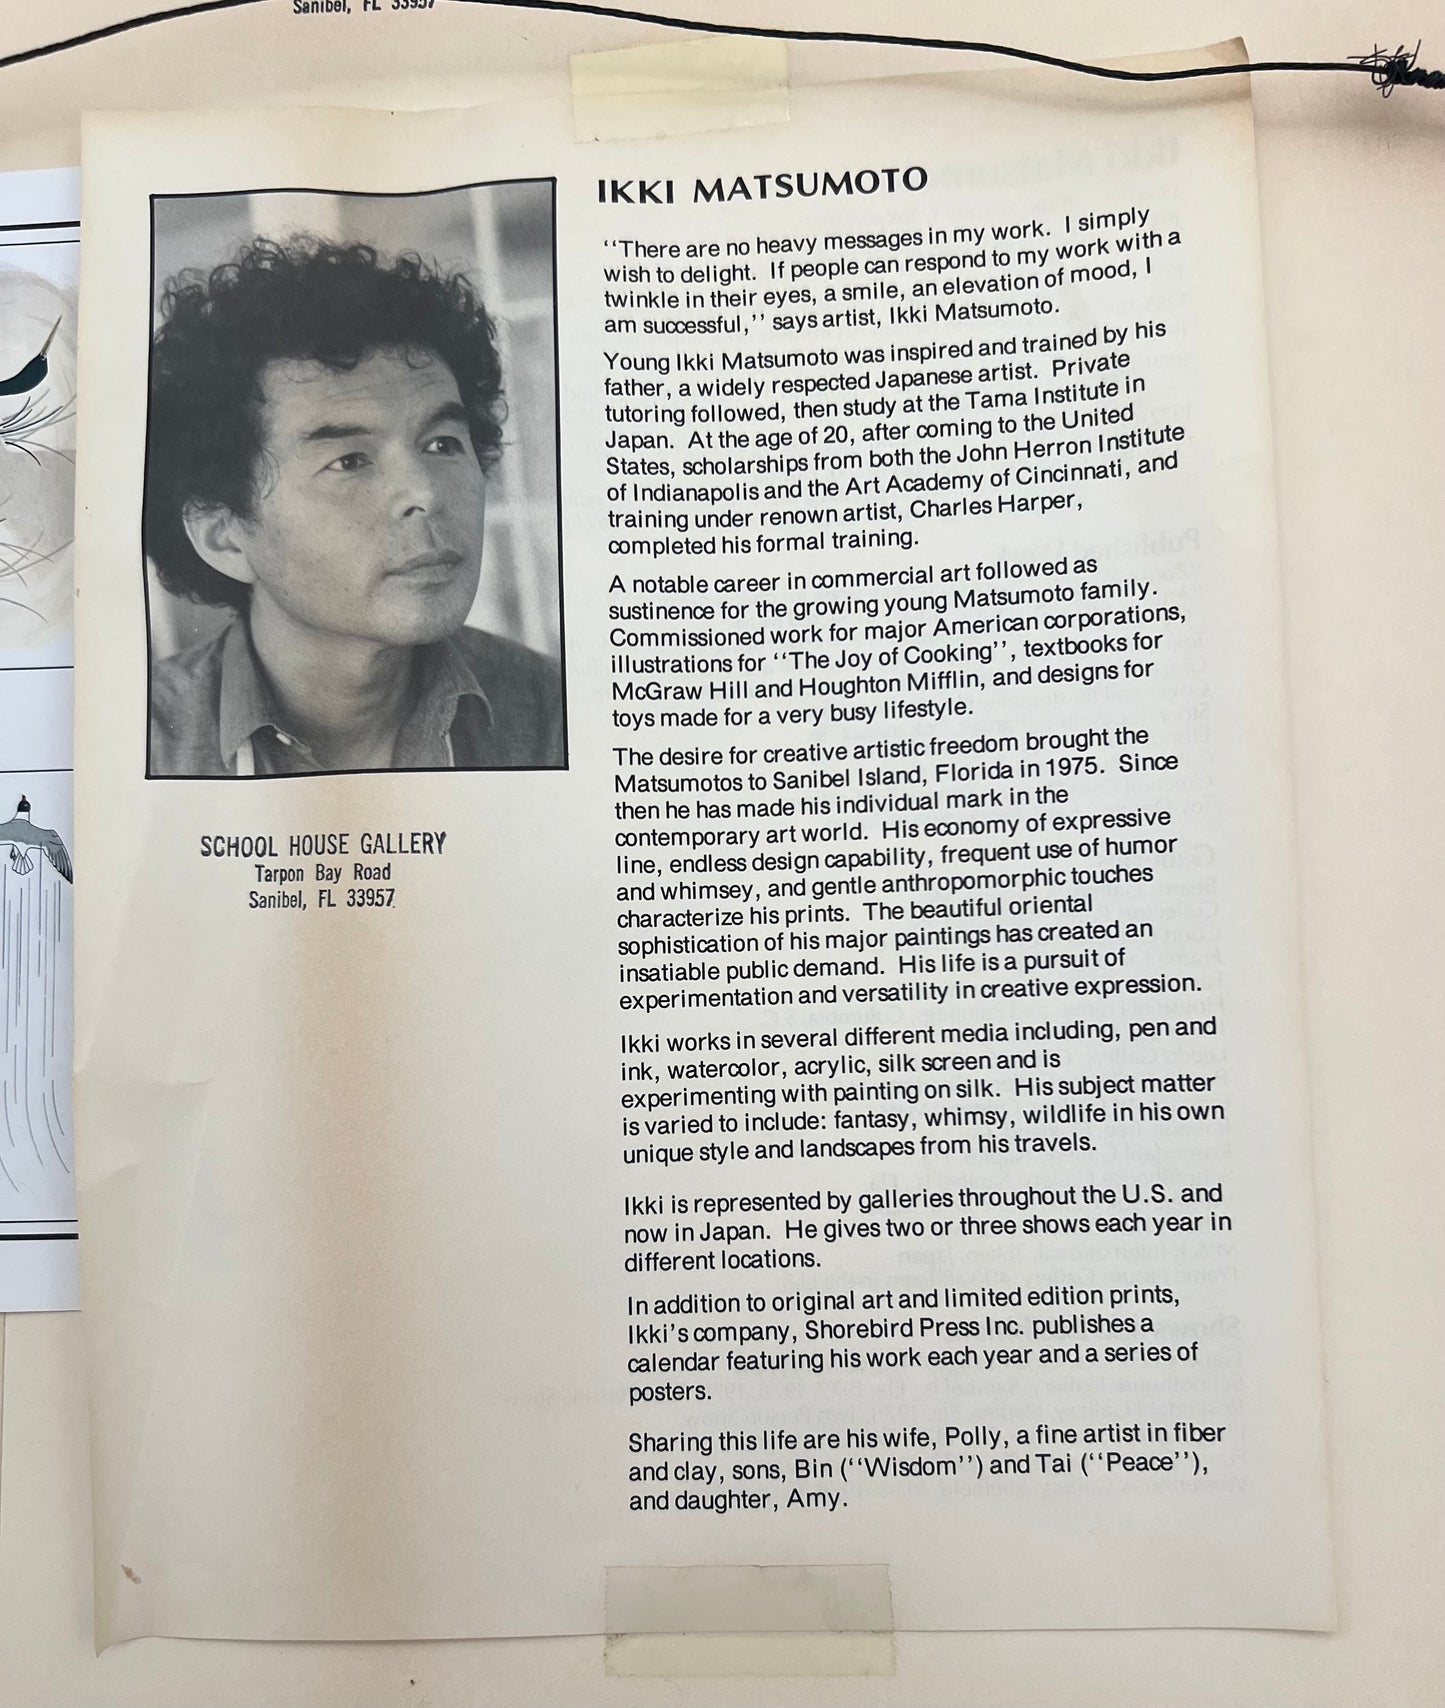 Sanibel, FL 33957
IKKI MATSUMOTO
‘‘There are no heavy messages in my work. I simply
wish to delight. If people can respond to my work with a
twinkle in their eyes, a smile, an elevation of mood, I
am successful,’’ says artist, Ikki Matsumoto.
Young Ikki Matsumoto was inspired and trained by his
father, a widely respected Japanese artist. Private
tutoring followed, then study at the Tama Institute in
Japan. At the age of 20, after coming to the United
States, scholarships from both the John Herron Institute
of Indianapolis and the Art Academy of Cincinnati, and
training under renown artist, Charles Harper,
completed his formal training.
A notable career in commercial art followed as
sustinence for the growing young Matsumoto family.
Commissioned work for major American corporations,
illustrations for ‘‘The Joy of Cooking’’, textbooks for
McGraw Hill and Houghton Mifflin, and designs for
toys made for a very busy lifestyle.
The desire for creative artistic freedom brought the
Matsumotos to Sanibel Island, Florida in 1975. Since
then he has made his individual mark in the
contemporary art world. His economy of expressive
line, endless design capability, frequent use of humor
and whimsey, and gentle anthropomorphic touches
characterize his prints. The beautiful oriental
sophistication of his major paintings has created an
insatiable public demand. His life is a pursuit of
experimentation and versatility in creative expression.
Ikki works in several different media including, pen and
ink, watercolor, acrylic, silk screen and is
experimenting with painting on silk. His subject matter
is varied to include: fantasy, whimsy, wildlife in his own
unique style and landscapes from his travels.
Ikki is represented by galleries throughout the U.S. and
now in Japan. He gives two or three shows each year in
different locations.
In addition to original art and limited edition prints,
Ikki’s company, Shorebird Press Inc. publishes a
calendar featuring his work each year and a series of
posters.
Sharing this life are his wife, Polly, a fine artist in fiber
and clay, sons, Bin (‘‘Wisdom’’) and Tai (‘‘Peace’’),
and daughter, Amy.
SCHOOL HOUSE GALLERY
Tarpon Bay Road
Sanibel, FL 33957